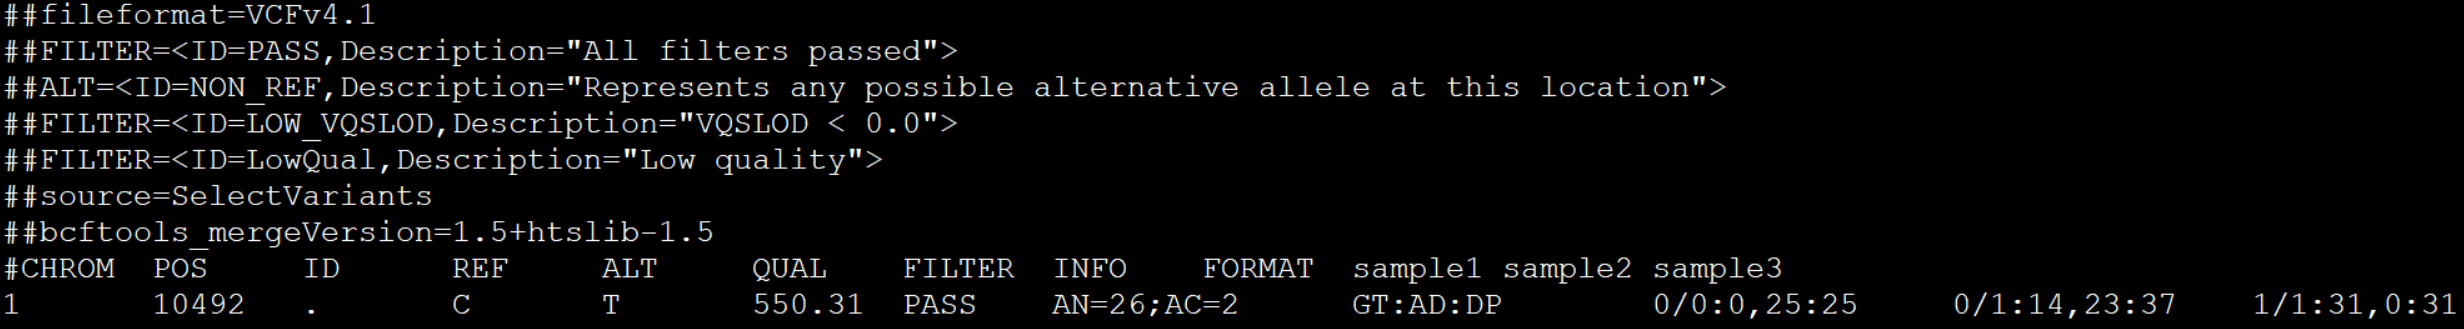 ##fileformat=VCFv4.1
##FILTER=<ID=PASS,Description="All filters passed">
##ALT=<ID=NON_REF,Description="Represents any possible alternative allele at this location">
##FILTER=<ID=LOW_VQSLOD,Description="VQSLOD < 0.0">
##FILTER=<ID=LowQual,Description="Low quality">
##source=SelectVariants
##bcftools_mergeVersion=1.5+htslib-1.5
#CHROM	POS	ID	REF	ALT	QUAL	FILTER	INFO	FORMAT	sample1	sample2	sample3
1	10492	.	C	T	550.31	PASS	AN=26;AC=2	GT:AD:DP	0/0:0,25:25	0/1:14,23:37	1/1:31,0:31